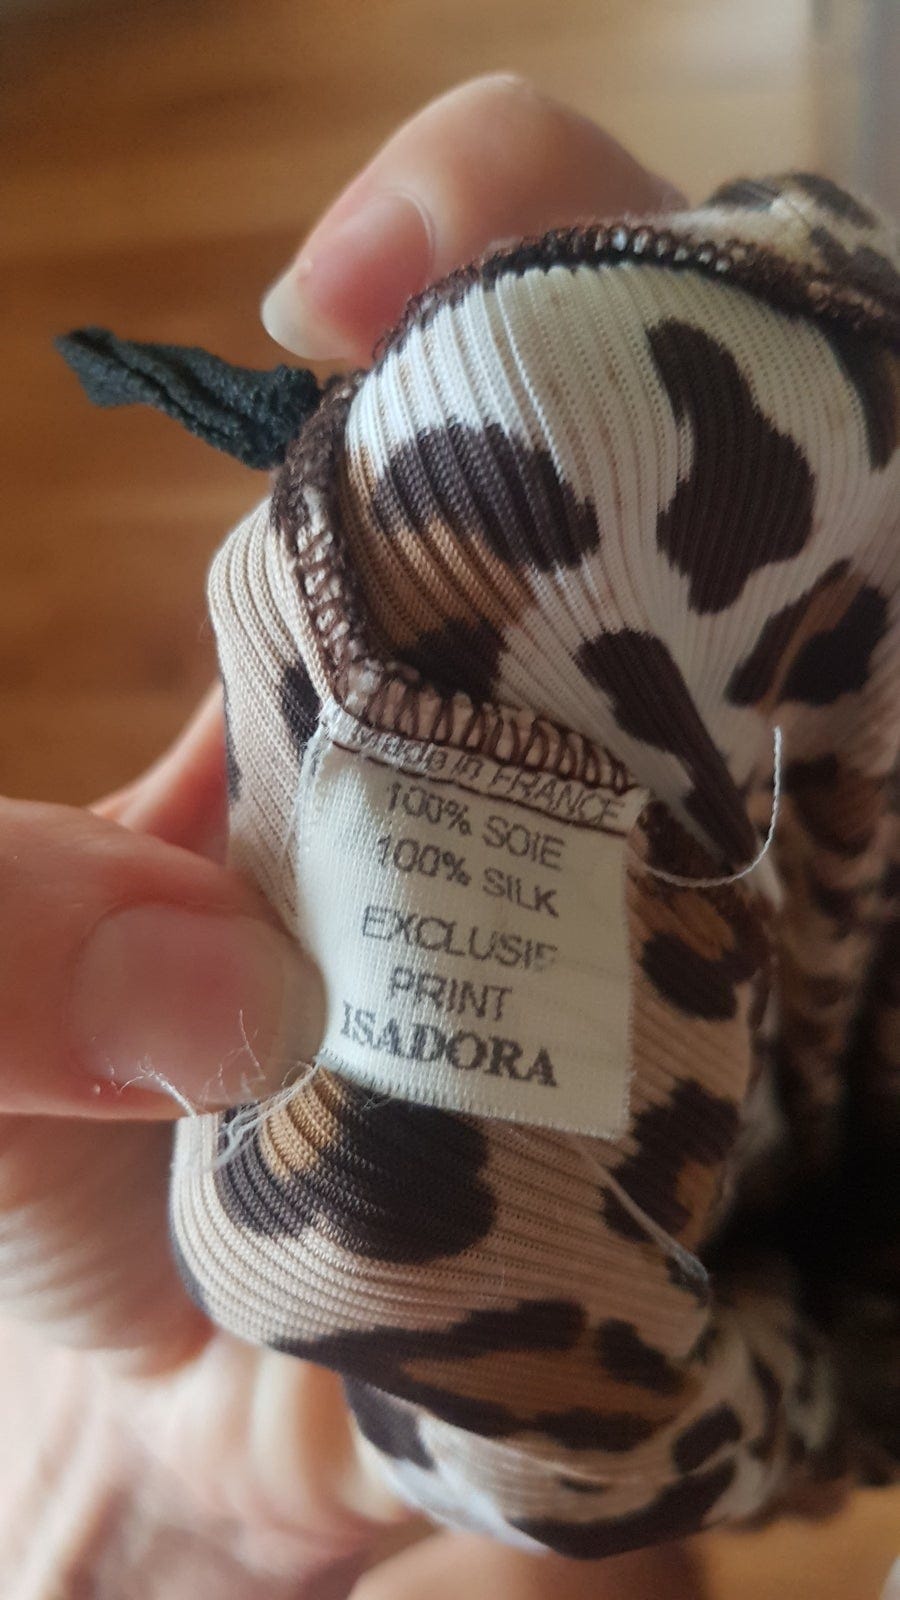 Made in FRANCE
100% SOIE
100% SILK
EXCLUSIF
PRINT
ISADORA